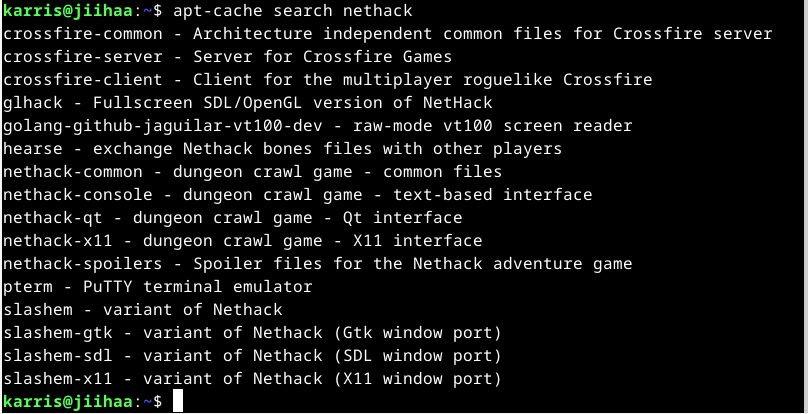 karris@jiihaa:~$ apt-cache search nethack
crossfire-common - Architecture independent common files for Crossfire server
crossfire-server - Server for Crossfire Games
crossfire-client - Client for the multiplayer roguelike Crossfire
glhack - Fullscreen SDL/OpenGL version of NetHack
golang-github-jaguilar-vt100-dev - raw-mode vt100 screen reader
hearse - exchange Nethack bones files with other players
nethack-common - dungeon crawl game - common files
nethack-console - dungeon crawl game - text-based interface
nethack-qt - dungeon crawl game - Qt interface
nethack-x11 - dungeon crawl game - X11 interface
nethack-spoilers - Spoiler files for the Nethack adventure game
pterm - PuTTY terminal emulator
slashem - variant of Nethack
slashem-gtk - variant of Nethack (Gtk window port)
slashem-sdl - variant of Nethack (SDL window port)
slashem-x11 - variant of Nethack (X11 window port)
karris@jiihaa:~$